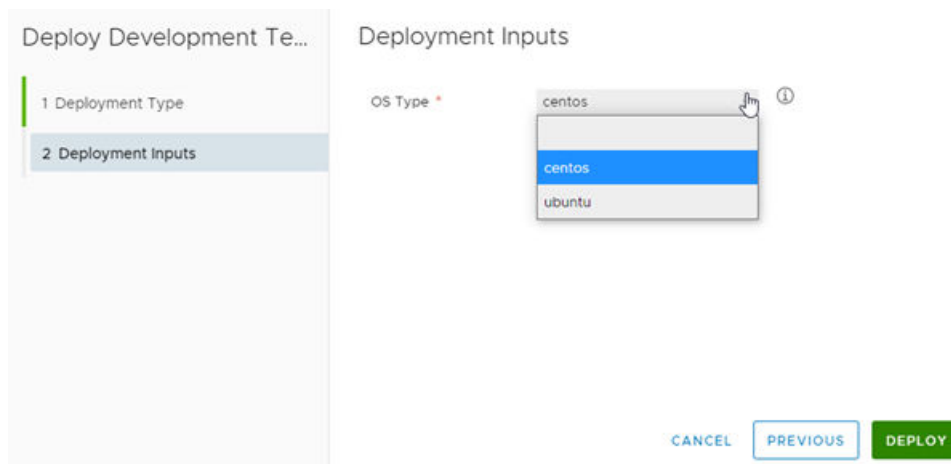 Deploy Development Te...
1 Deployment Type
2 Deployment Inputs
Deployment Inputs
OS Type *
centos
centos
ubuntu
CANCEL
PREVIOUS
DEPLOY